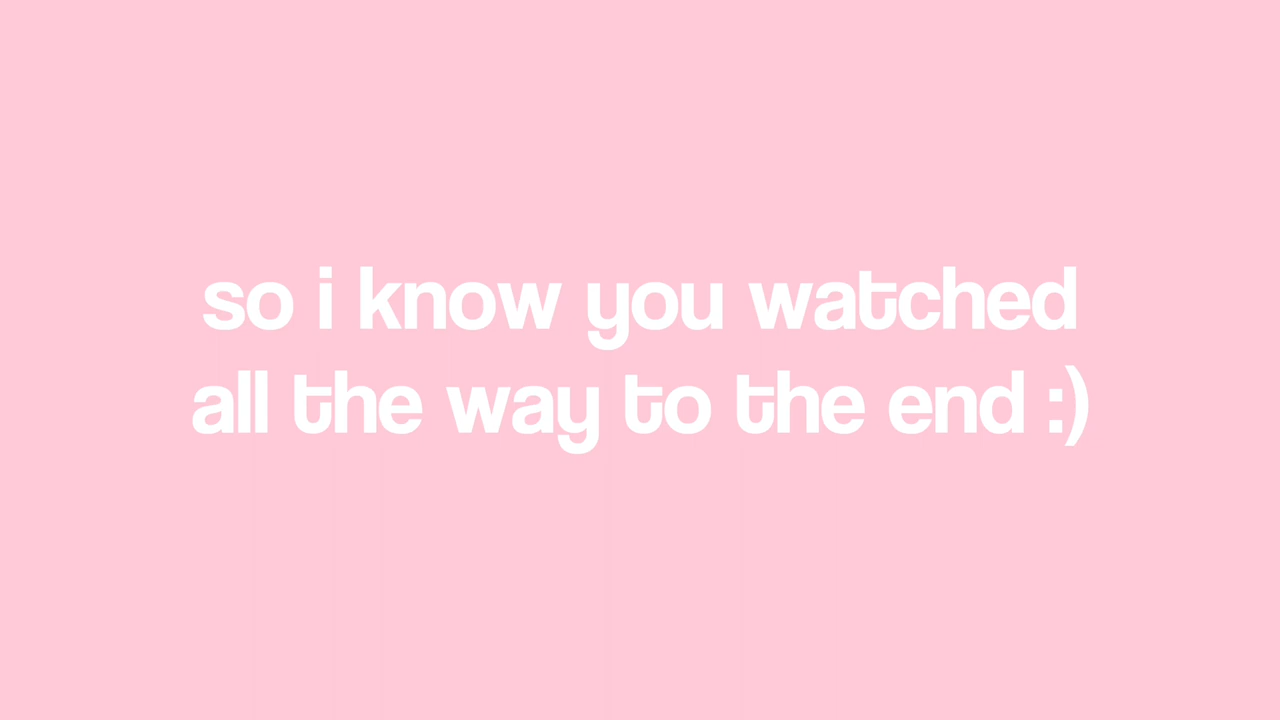 so i know you watched
all the way to the end :)